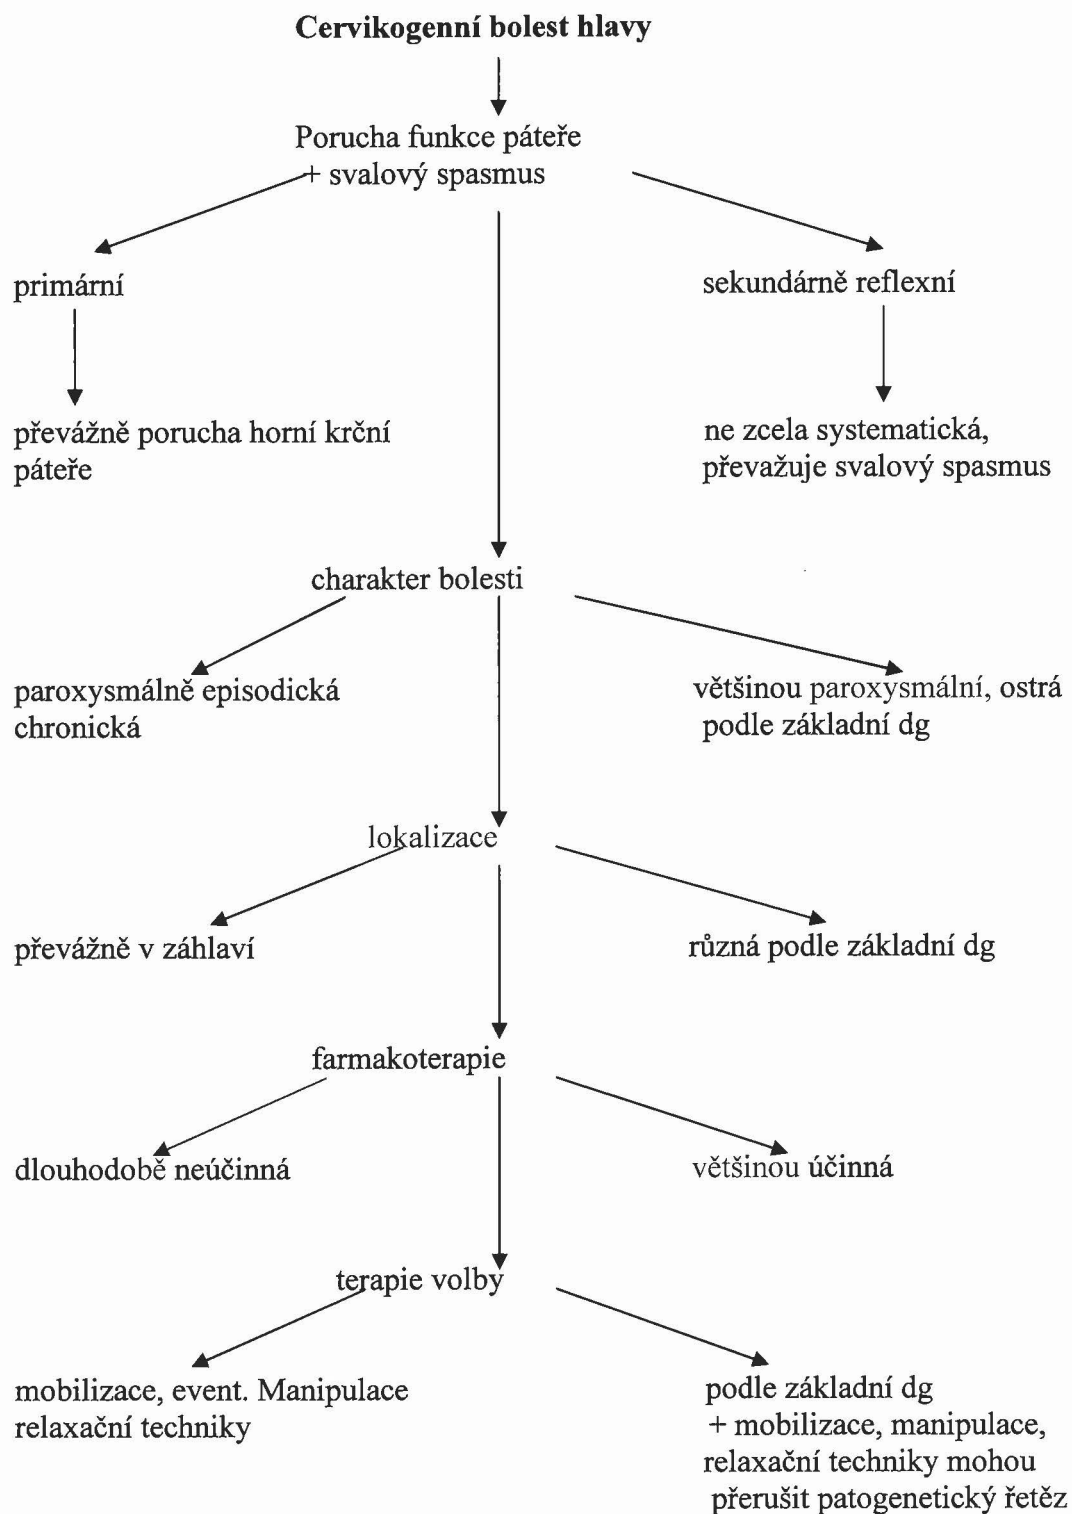 Cervikogenní bolest hlavy
Porucha funkce páteře
+ svalový spasmus
primární
sekundárně reflexní
převážně porucha horní krční
páteře
ne zcela systematická,
převažuje svalový spasmus
charakter bolesti
paroxysmálně episodická
chronická
většinou paroxysmální, ostrá
podle základní dg
lokalizace
převážně v záhlaví
různá podle základní dg
farmakoterapie
dlouhodobě neúčinná
většinou účinná
terapie volby
mobilizace, event. Manipulace
relaxační techniky
podle základní dg
+ mobilizace, manipulace,
relaxační techniky mohou
přerušit patogenetický řetěz